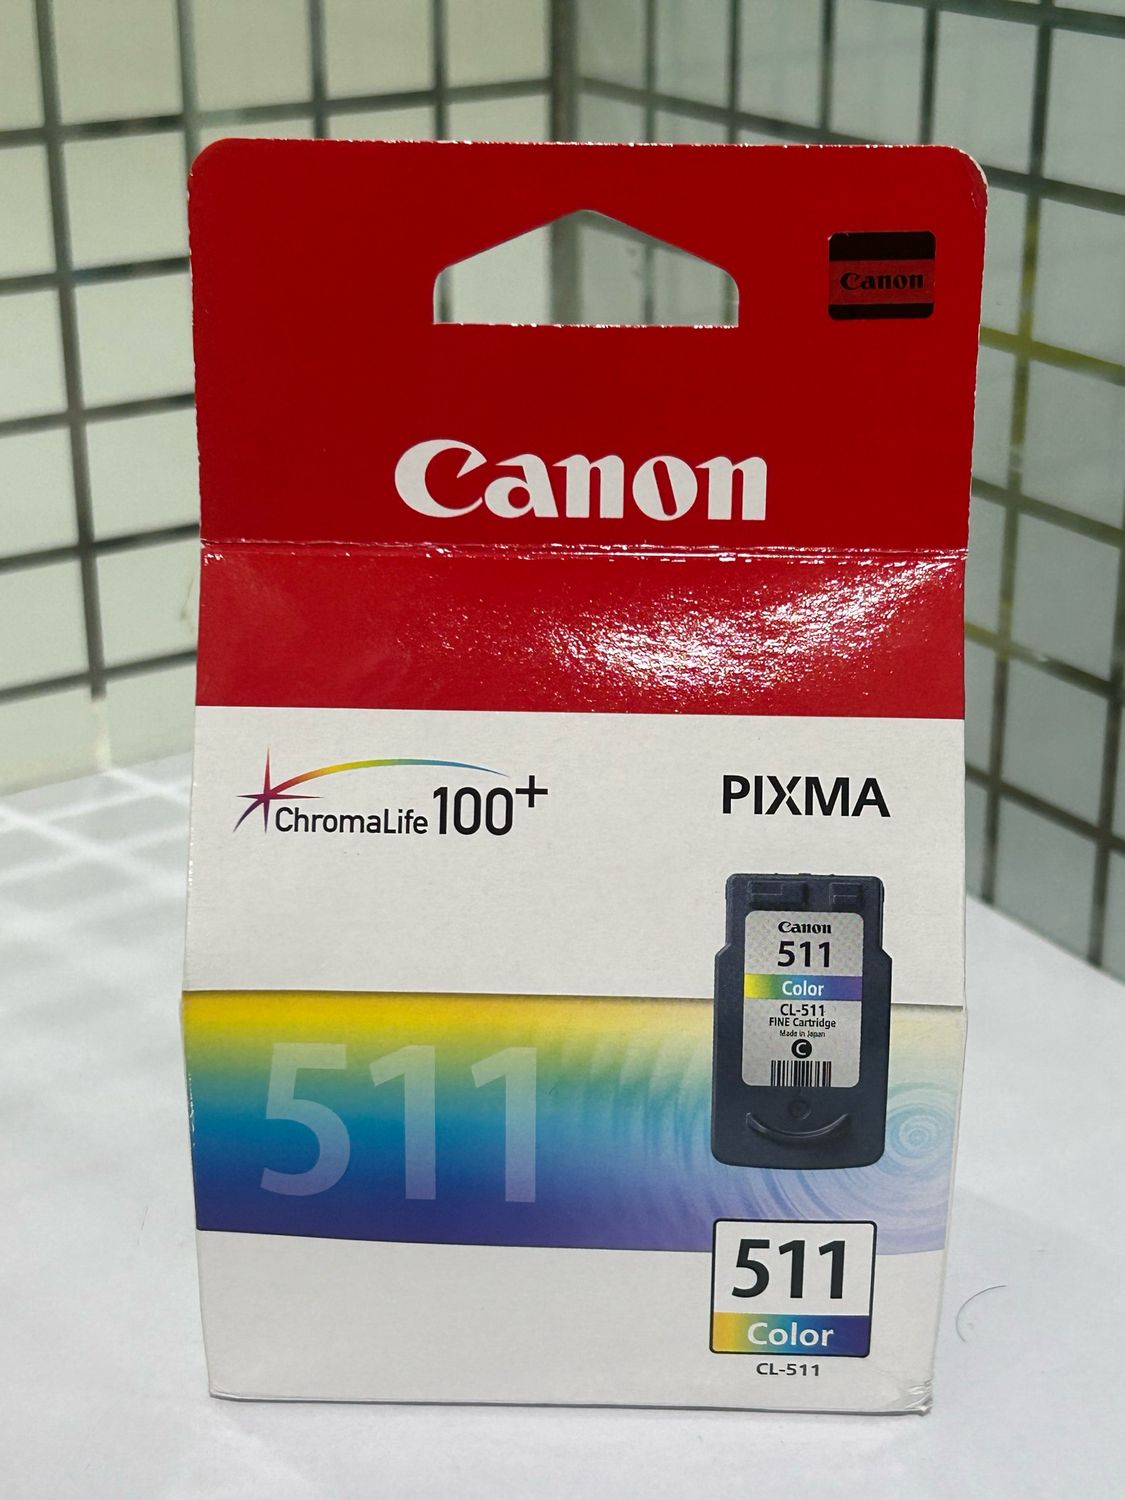 Canon
Canon
ChromaLife 100+
PIXMA
Canon
511
Color
CL-511
FINE Cartridge
Made in Japan
C
511
511
Color
CL-511